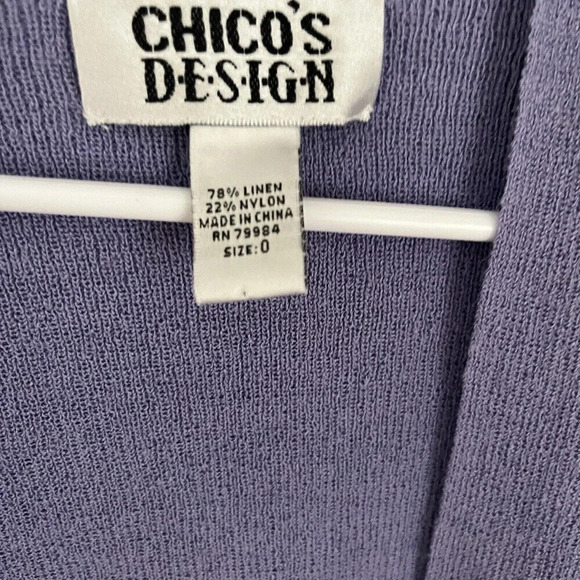 CHICO'S
D·E·S·I·G·N
78% LINEN
22% NYLON
MADE IN CHINA
RN 79984
SIZE: 0